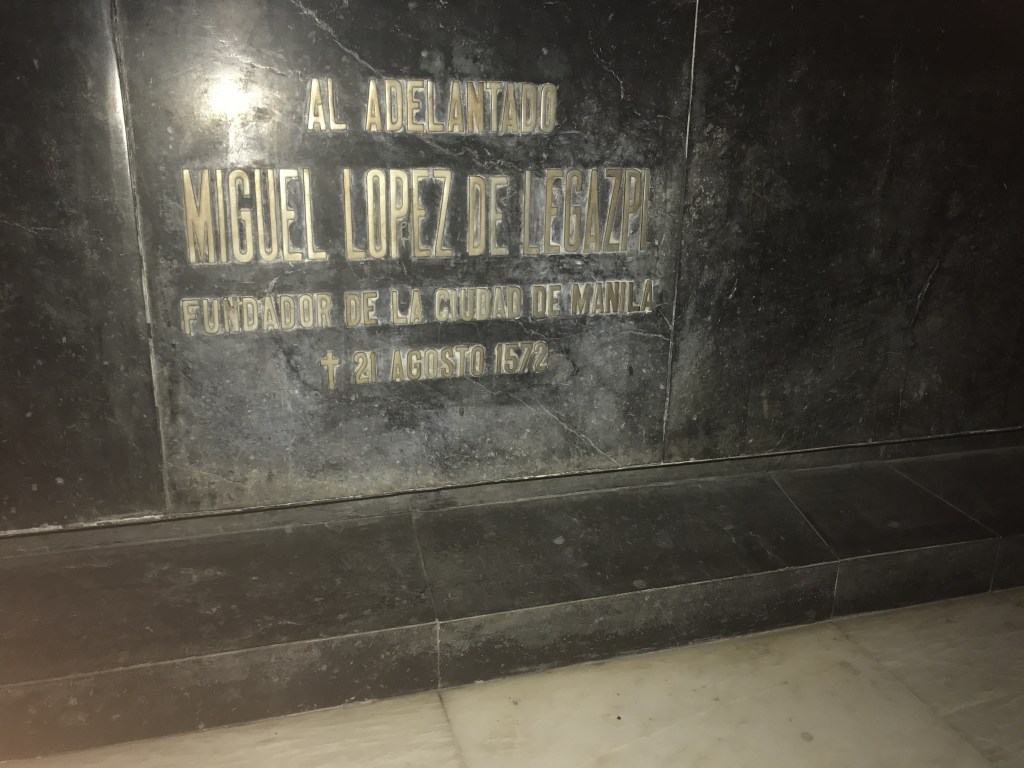 AL ADELANTADO
MIGUEL LOPEZ DE LEGAZPI
FUNDADOR DE LA CIUDAD DE MANILA
✝ 21 AGOSTO 1572